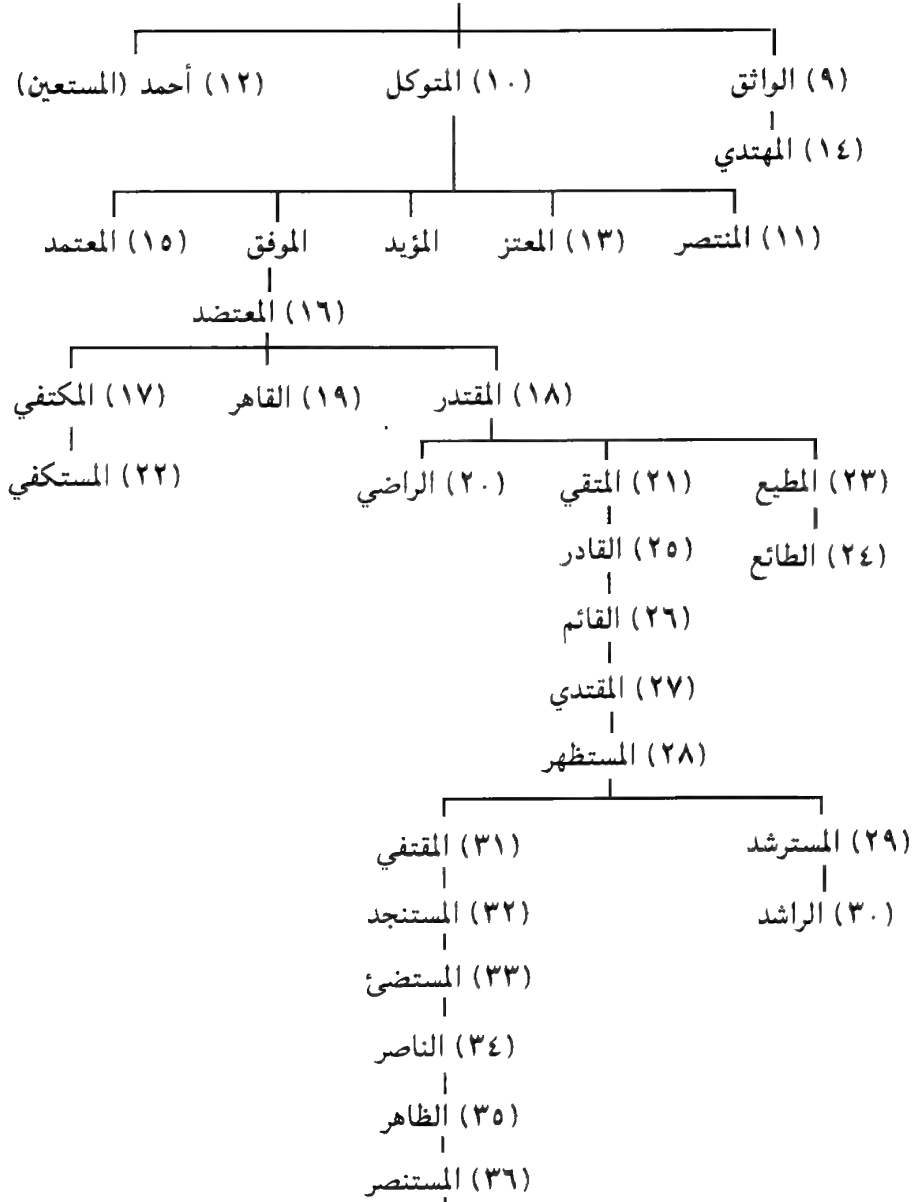 (٩) الواثق (١٠) المتوكل (١٢) أحمد (المستعين)
(١٤) المهتدي
(١١) المنتصر (١٣) المعتز المؤيد الموفق (١٥) المعتمد
(١٦) المعتضد
(١٨) المقتدر (١٩) القاهر (١٧) المكتفي
(٢٣) المطيع (٢١) المتقي (٢٠) الراضي (٢٢) المستكفي
(٢٤) الطائع (٢٥) القادر
(٢٦) القائم
(٢٧) المقتدي
(٢٨) المستظهر
(٢٩) المسترشد (٣١) المقتفي
(٣٠) الراشد (٣٢) المستنجد
(٣٣) المستضئ
(٣٤) الناصر
(٣٥) الظاهر
(٣٦) المستنصر